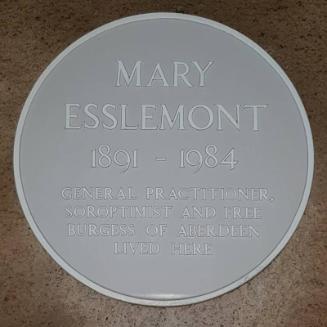 MARY
ESSLEMONT
1891 - 1984
GENERAL PRACTITIONER,
SOROPTIMIST AND FREE
BURGESS OF ABERDEEN
LIVED HERE